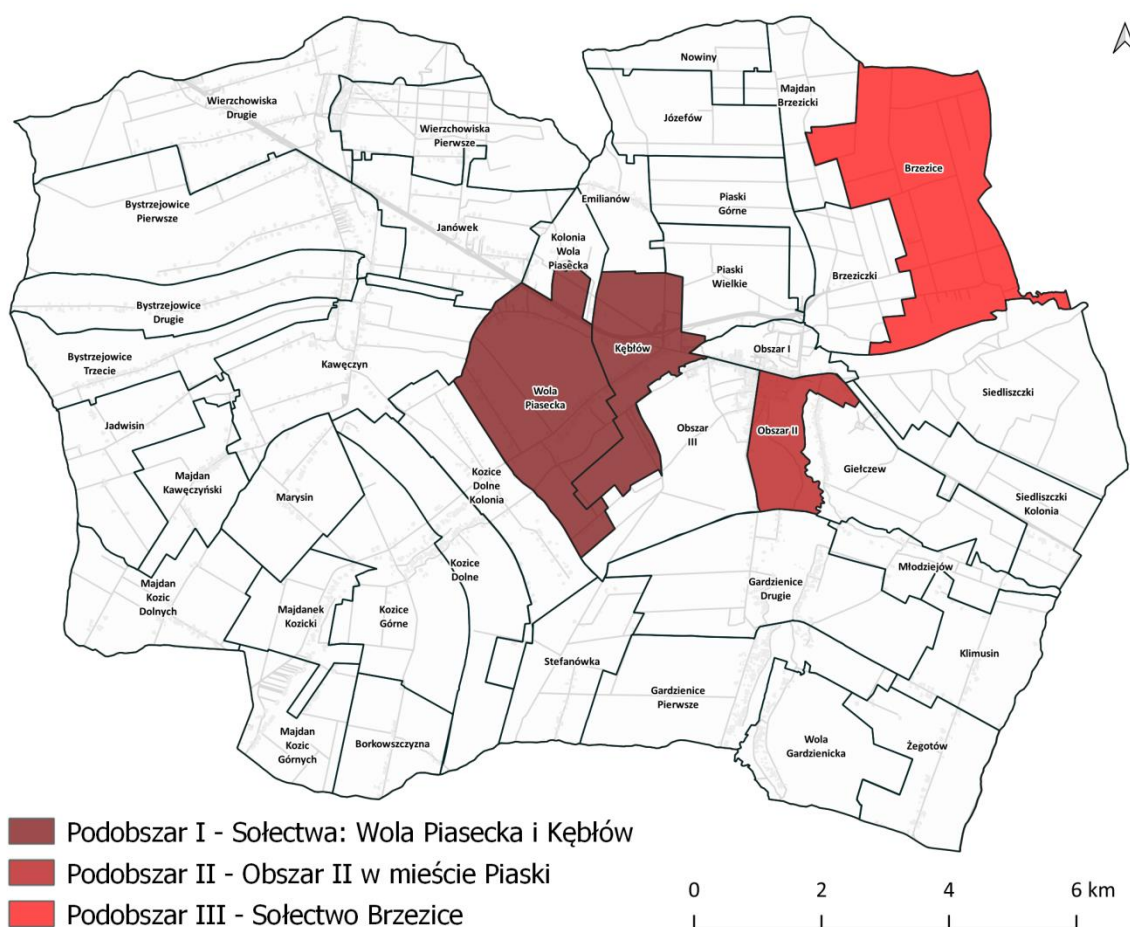 Nowiny
Majdan
Brzezicki
Wierzchowiska
Drugie
Józefów
Wierzchowiska
Pierwsze
Brzezice
Emilianów
Piaski
Górne
Bystrzejowice
Pierwsze
Janówek
Kolonia
Wola
Piasecka
Piaski
Wielkie
Brzeziczki
Bystrzejowice
Drugie
Kębłów
Obszar I
Bystrzejowice
Trzecie
Kawęczyn
Siedliszczki
Wola
Piasecka
Jadwisin
Obszar
III
Obszar II
Kozice
Dolne
Kolonia
Giełczew
Majdan
Kawęczyński
Marysin
Siedliszczki
Kolonia
Kozice
Dolne
Młodziejów
Majdan
Kozic
Dolnych
Majdanek
Kozicki
Kozice
Górne
Gardzienice
Drugie
Klimusin
Stefanówka
Gardzienice
Pierwsze
Majdan
Kozic
Górnych
Borkowszczyzna
Wola
Gardzienicka
Żegotów
Podobszar I - Sołectwa: Wola Piasecka i Kębłów
Podobszar II - Obszar II w mieście Piaski
Podobszar III - Sołectwo Brzezice
0 2 4 6 km